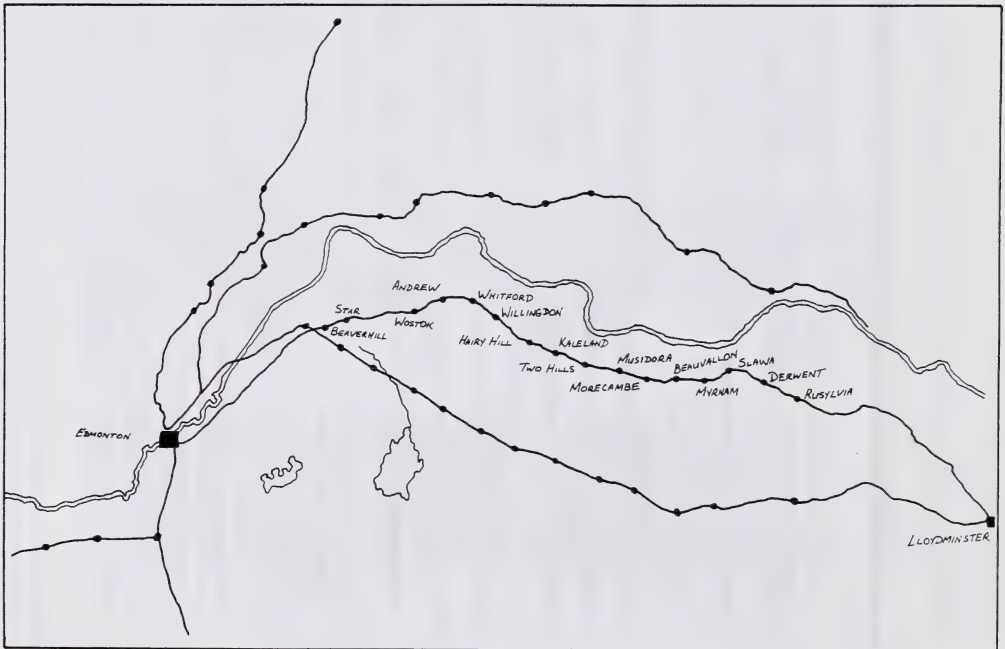 ANDREW
WHITFORD
STAR
WILLINGDON
WOSTOK
BEAVERHILL
HAIRY HILL
KALELAND
MUSIDORA
BEAUVALLON
SLAWA
TWO HILLS
DERWENT
MORECAMBE
MYRNAM
RUSYLVIA
EDMONTON
LLOYDMINSTER